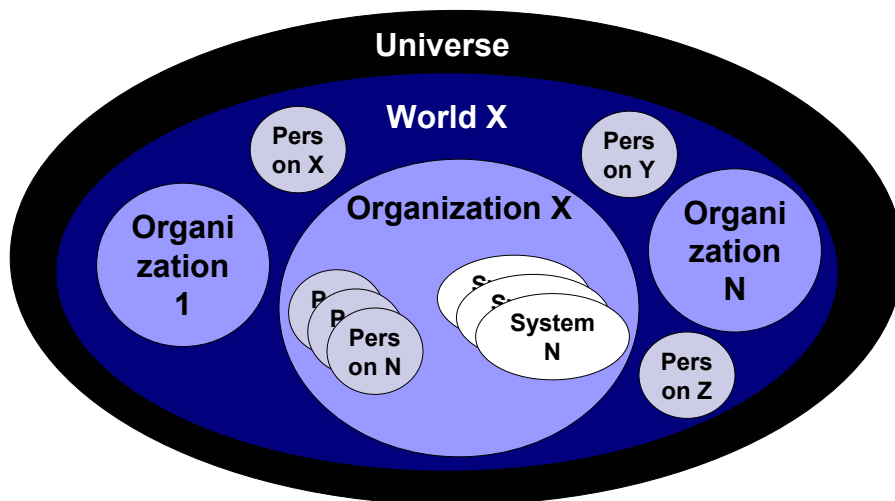 Universe
World X
Pers
on X
Pers
on Y
Organization X
Organi
zation
1
Organi
zation
N
P
P
Pers
on N
S
S
System
N
Pers
on Z